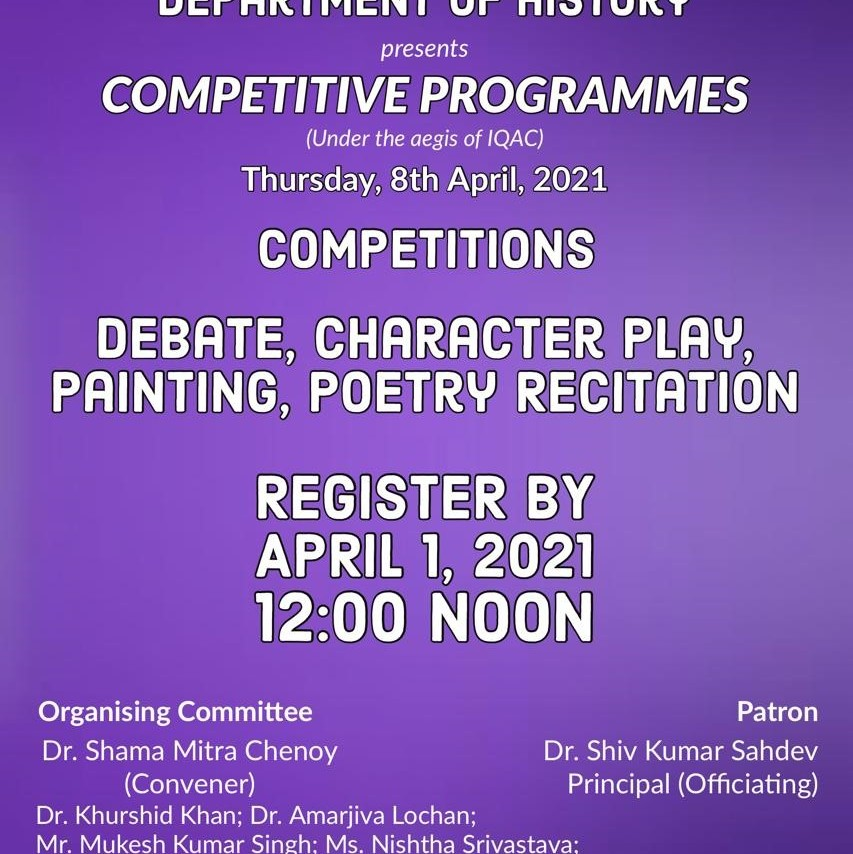 DEPARTMENT OF HISTORY
presents
COMPETITIVE PROGRAMMES
(Under the aegis of IQAC)
Thursday, 8th April, 2021
COMPETITIONS
DEBATE, CHARACTER PLAY,
PAINTING, POETRY RECITATION
REGISTER BY
APRIL 1, 2021
12:00 NOON
Organising Committee
Dr. Shama Mitra Chenoy
(Convener)
Dr. Khurshid Khan; Dr. Amarjiva Lochan;
Mr. Mukesh Kumar Singh; Ms. Nishtha Srivastava;
Patron
Dr. Shiv Kumar Sahdev
Principal (Officiating)